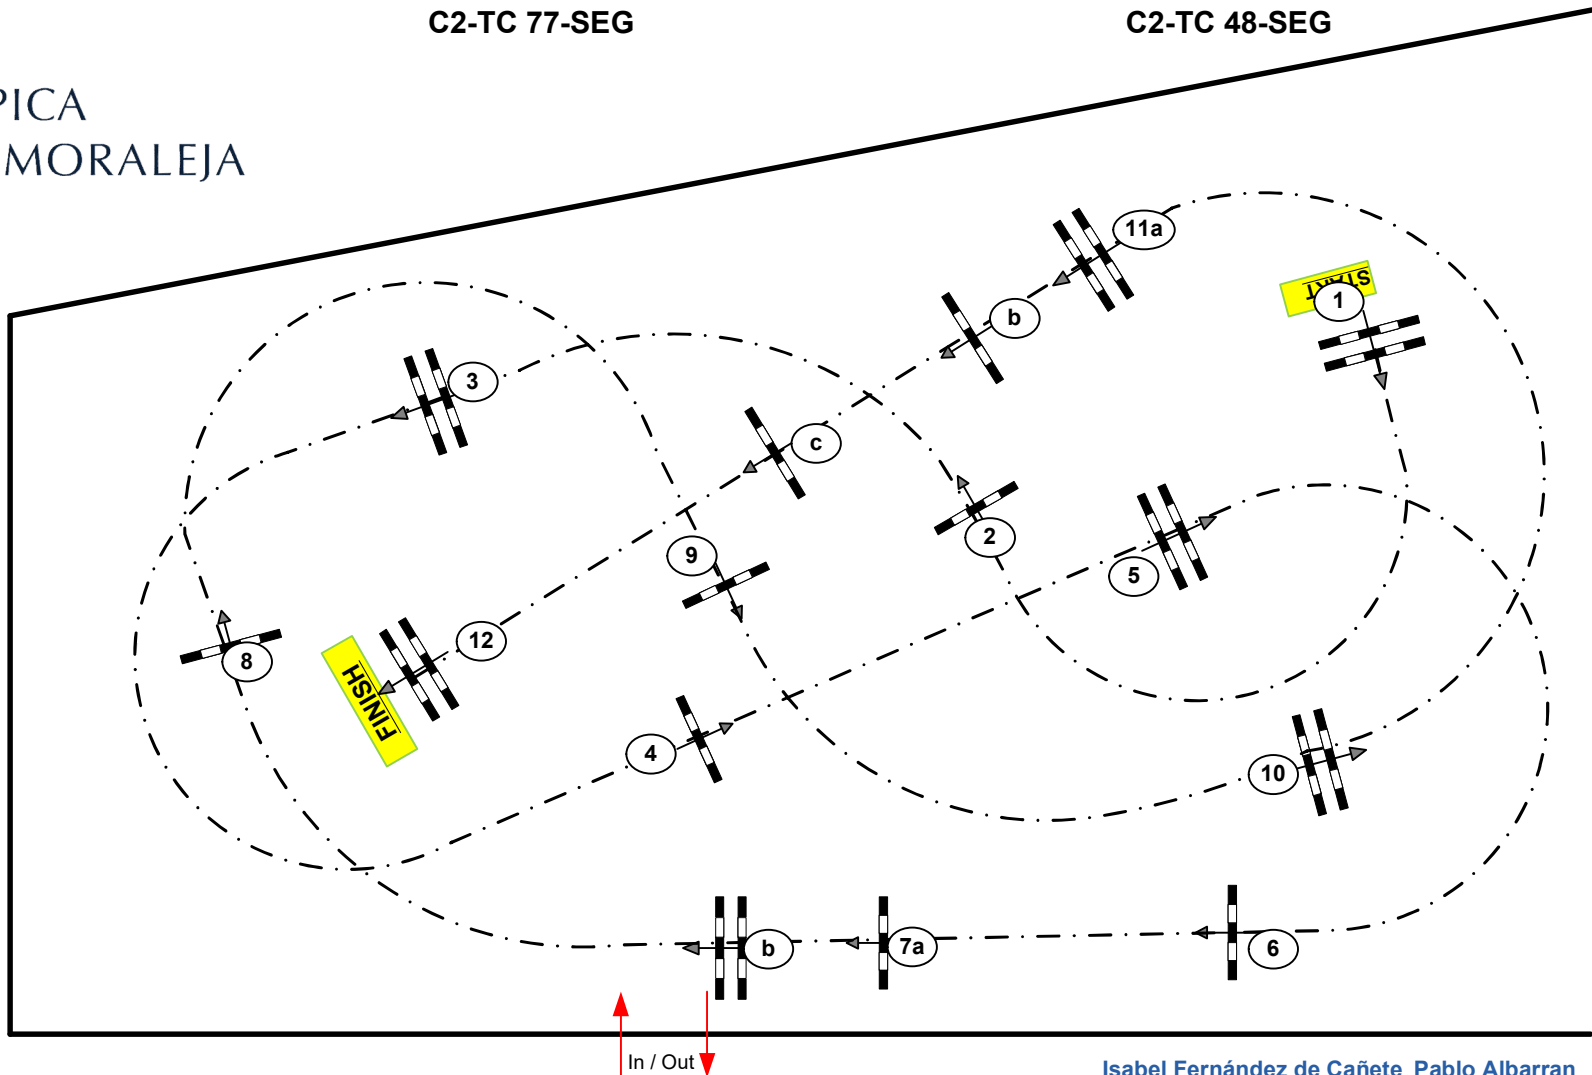 C2-TC 77-SEG
C2-TC 48-SEG
PICA
MORALEJA
11a
START
1
b
3
c
2
9
5
12
8
FINISH
4
10
b
7a
6
In / Out
Isabel Fernández de Cañete Pablo Albarran